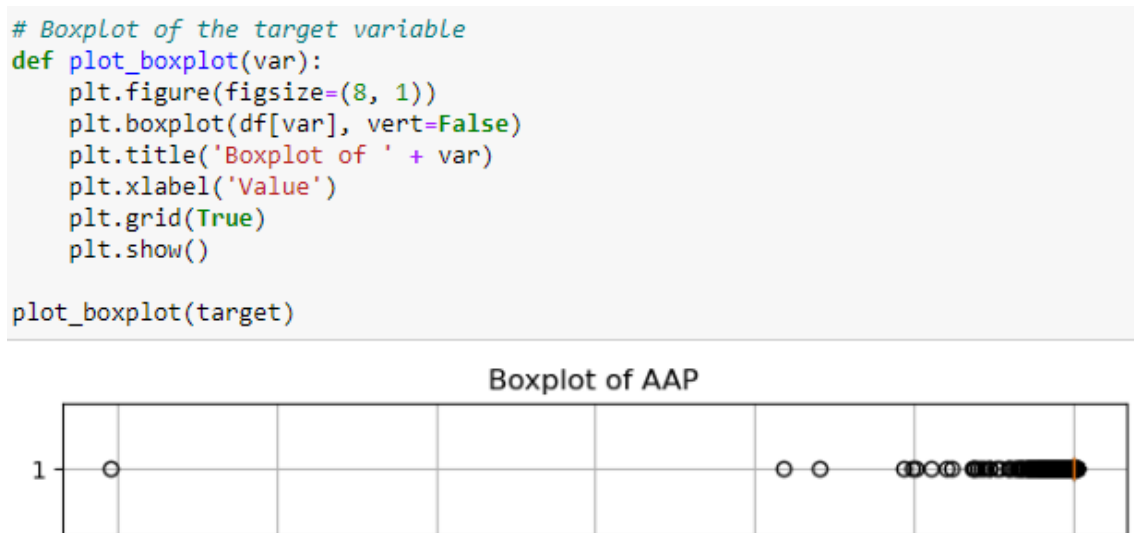 # Boxplot of the target variable
def plot_boxplot(var):
    plt.figure(figsize=(8, 1))
    plt.boxplot(df[var], vert=False)
    plt.title('Boxplot of ' + var)
    plt.xlabel('Value')
    plt.grid(True)
    plt.show()
plot_boxplot(target)
Boxplot of AAP
1